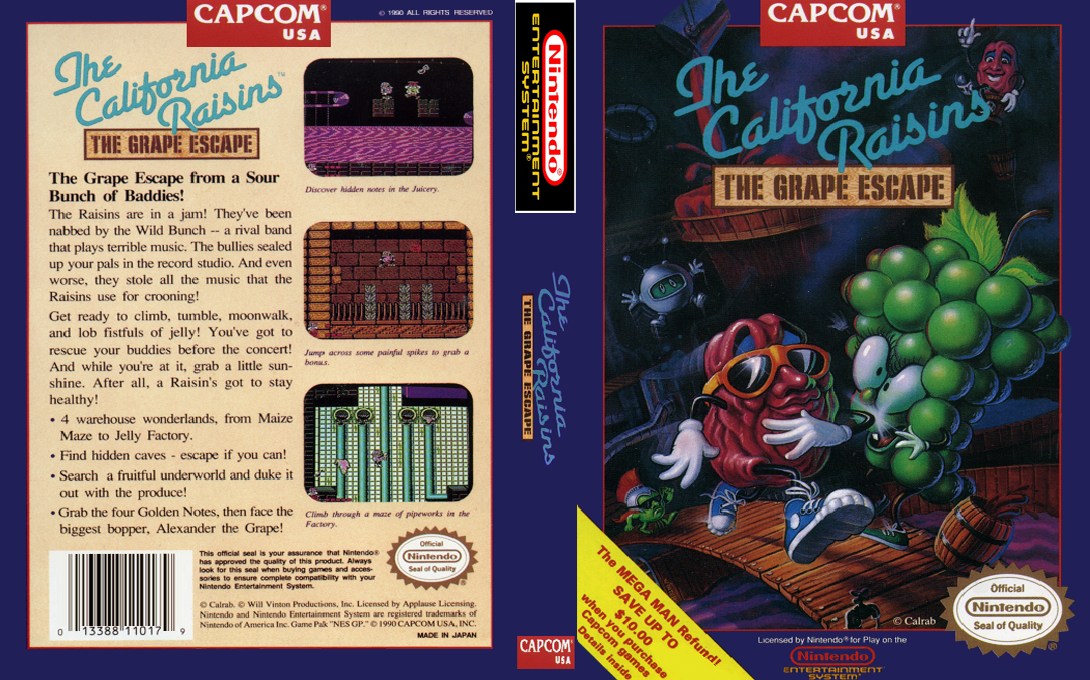 CAPCOM®
USA
© 1990 ALL RIGHTS RESERVED
The
California
Raisins™
THE GRAPE ESCAPE
The Grape Escape from a Sour
Bunch of Baddies!
The Raisins are in a jam! They've been
nabbed by the Wild Bunch -- a rival band
that plays terrible music. The bullies sealed
up your pals in the record studio. And even
worse, they stole all the music that the
Raisins use for crooning!
Get ready to climb, tumble, moonwalk,
and lob fistfuls of jelly! You've got to
rescue your buddies before the concert!
And while you're at it, grab a little sun-
shine. After all, a Raisin's got to stay
healthy!
• 4 warehouse wonderlands, from Maize
Maze to Jelly Factory.
• Find hidden caves - escape if you can!
• Search a fruitful underworld and duke it
out with the produce!
• Grab the four Golden Notes, then face the
biggest bopper, Alexander the Grape!
Discover hidden notes in the Juicery.
Jump across some painful spikes to grab a
bonus.
Climb through a maze of pipeworks in the
Factory.
0 13388 11017 9
This official seal is your assurance that Nintendo®
has approved the quality of this product. Always
look for this seal when buying games and acces-
sories to ensure complete compatibility with your
Nintendo Entertainment System.
Official
Nintendo
Seal of Quality
®
© Calrab. © Will Vinton Productions, Inc. Licensed by Applause Licensing.
Nintendo and Nintendo Entertainment System are registered trademarks of
Nintendo of America Inc. Game Pak "NES GP." © 1990 CAPCOM USA, INC.
MADE IN JAPAN
Nintendo®
ENTERTAINMENT
SYSTEM®
The
California
Raisins
THE GRAPE ESCAPE
CAPCOM®
USA
CAPCOM®
USA
The
California
Raisins
THE GRAPE ESCAPE
The MEGA MAN Refund!
SAVE UP TO
$10.00
when you purchase
Capcom games
Details inside
© Calrab
Official
Nintendo
Seal of Quality
®
Licensed by Nintendo® for Play on the
Nintendo
ENTERTAINMENT
SYSTEM®